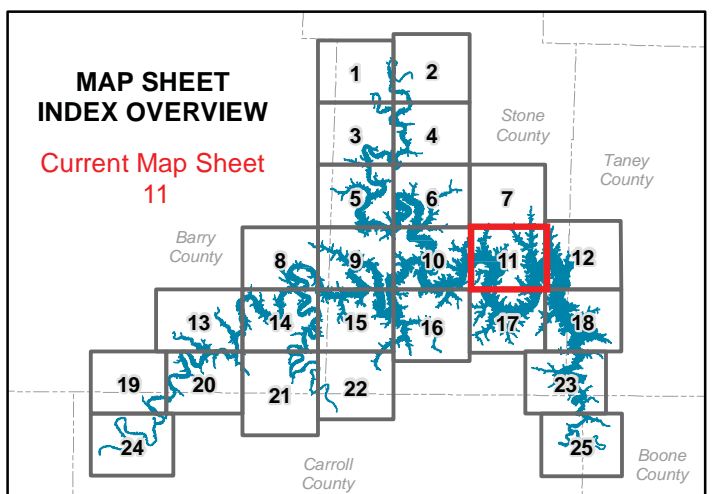 MAP SHEET
INDEX OVERVIEW
Current Map Sheet
11
1
2
Stone
County
3
4
Taney
County
5
6
7
Barry
County
8
9
10
11
12
13
14
15
16
17
18
19
20
21
22
23
24
25
Carroll
County
Boone
County